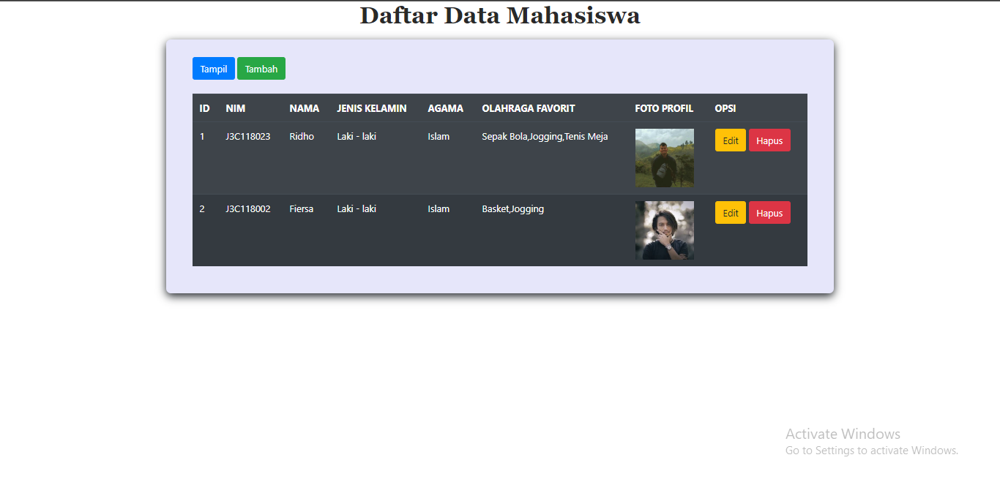 Daftar Data Mahasiswa
Tampil Tambah
ID NIM NAMA JENIS KELAMIN AGAMA OLAHRAGA FAVORIT FOTO PROFIL OPSI
1 J3C118023 Ridho Laki - laki Islam Sepak Bola,Jogging,Tenis Meja Edit Hapus
2 J3C118002 Fiersa Laki - laki Islam Basket,Jogging Edit Hapus
Activate Windows
Go to Settings to activate Windows.